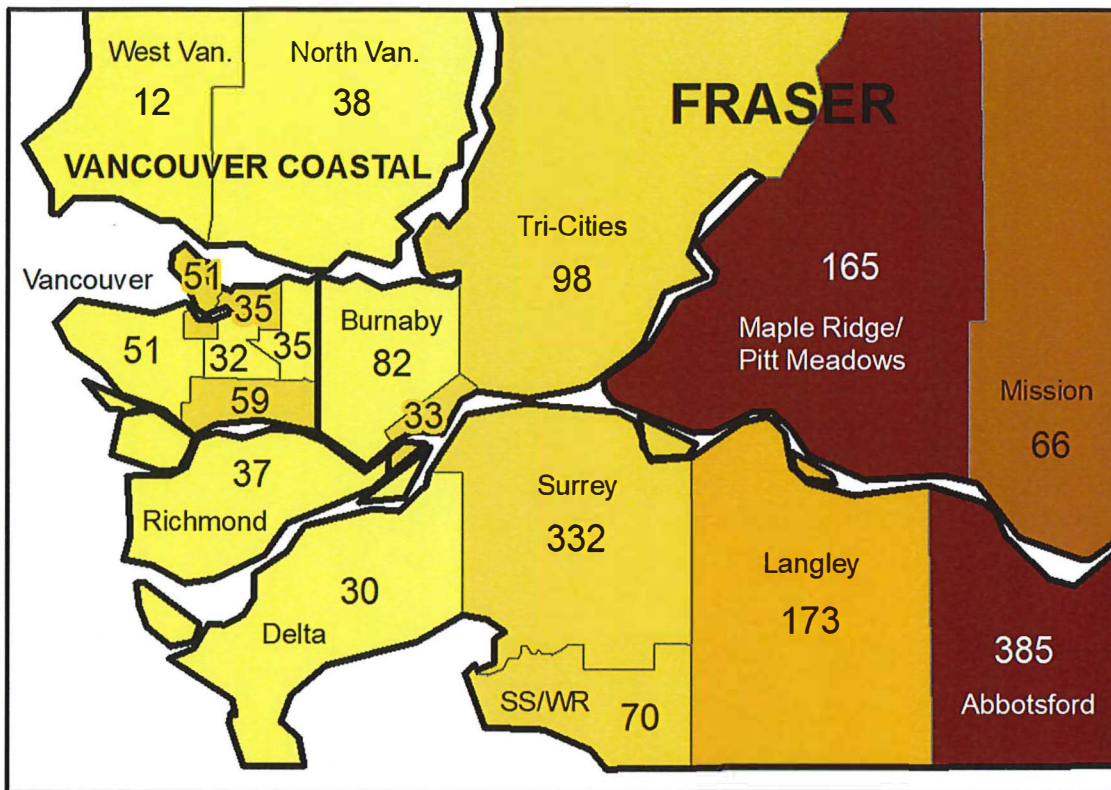 West Van.
12
North Van.
38
FRASER
VANCOUVER COASTAL
Tri-Cities
98
165
Maple Ridge/
Pitt Meadows
Mission
66
Vancouver
51
35
51
32
35
59
Burnaby
82
33
37
Richmond
30
Delta
Surrey
332
SS/WR
70
Langley
173
385
Abbotsford